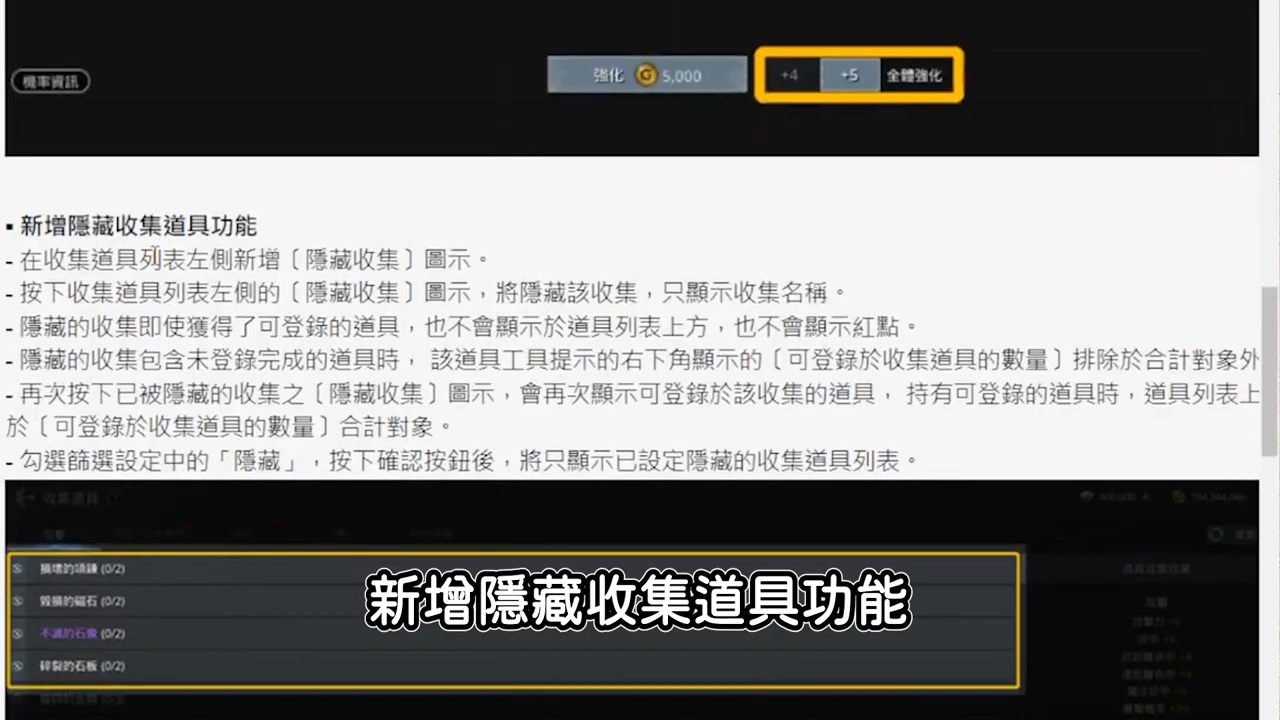 機率資訊
強化 G 5,000
+4 +5 全體強化
▪ 新增隱藏收集道具功能
- 在收集道具列表左側新增〔隱藏收集〕圖示。
- 按下收集道具列表左側的〔隱藏收集〕圖示，將隱藏該收集，只顯示收集名稱。
- 隱藏的收集即使獲得了可登錄的道具，也不會顯示於道具列表上方，也不會顯示紅點。
- 隱藏的收集包含未登錄完成的道具時， 該道具工具提示的右下角顯示的〔可登錄於收集道具的數量〕排除於合計對象外
- 再次按下已被隱藏的收集之〔隱藏收集〕圖示，會再次顯示可登錄於該收集的道具， 持有可登錄的道具時，道具列表上
於〔可登錄於收集道具的數量〕合計對象。
- 勾選篩選設定中的「隱藏」，按下確認按鈕後，將只顯示已設定隱藏的收集道具列表。
收集道具
攻擊
損壞的項鍊 (0/2)
毀損的磁石 (0/2)
不滅的石像 (0/2)
碎裂的石板 (0/2)
新增隱藏收集道具功能